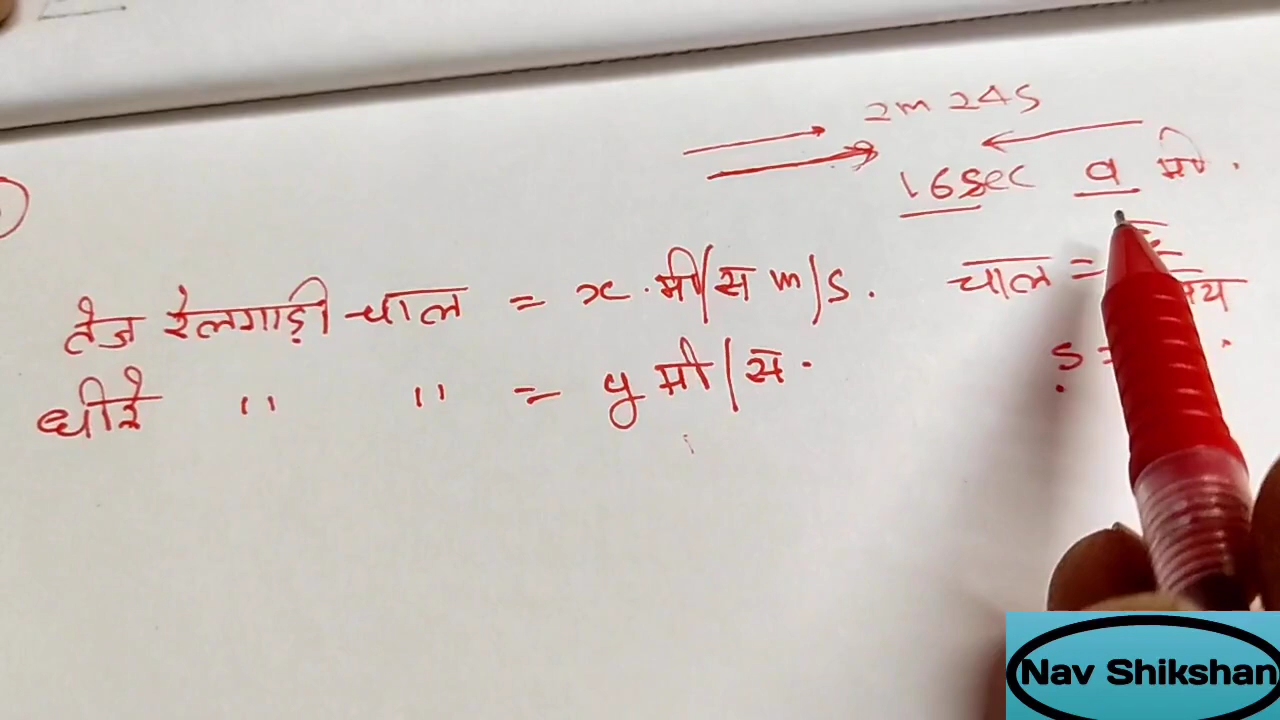 2m 24s
16sec व मी.
तेज रेलगाड़ी चाल = x.मी/स m/s. चाल =
धीरे " " = y मी/स.
s =
Nav Shikshan